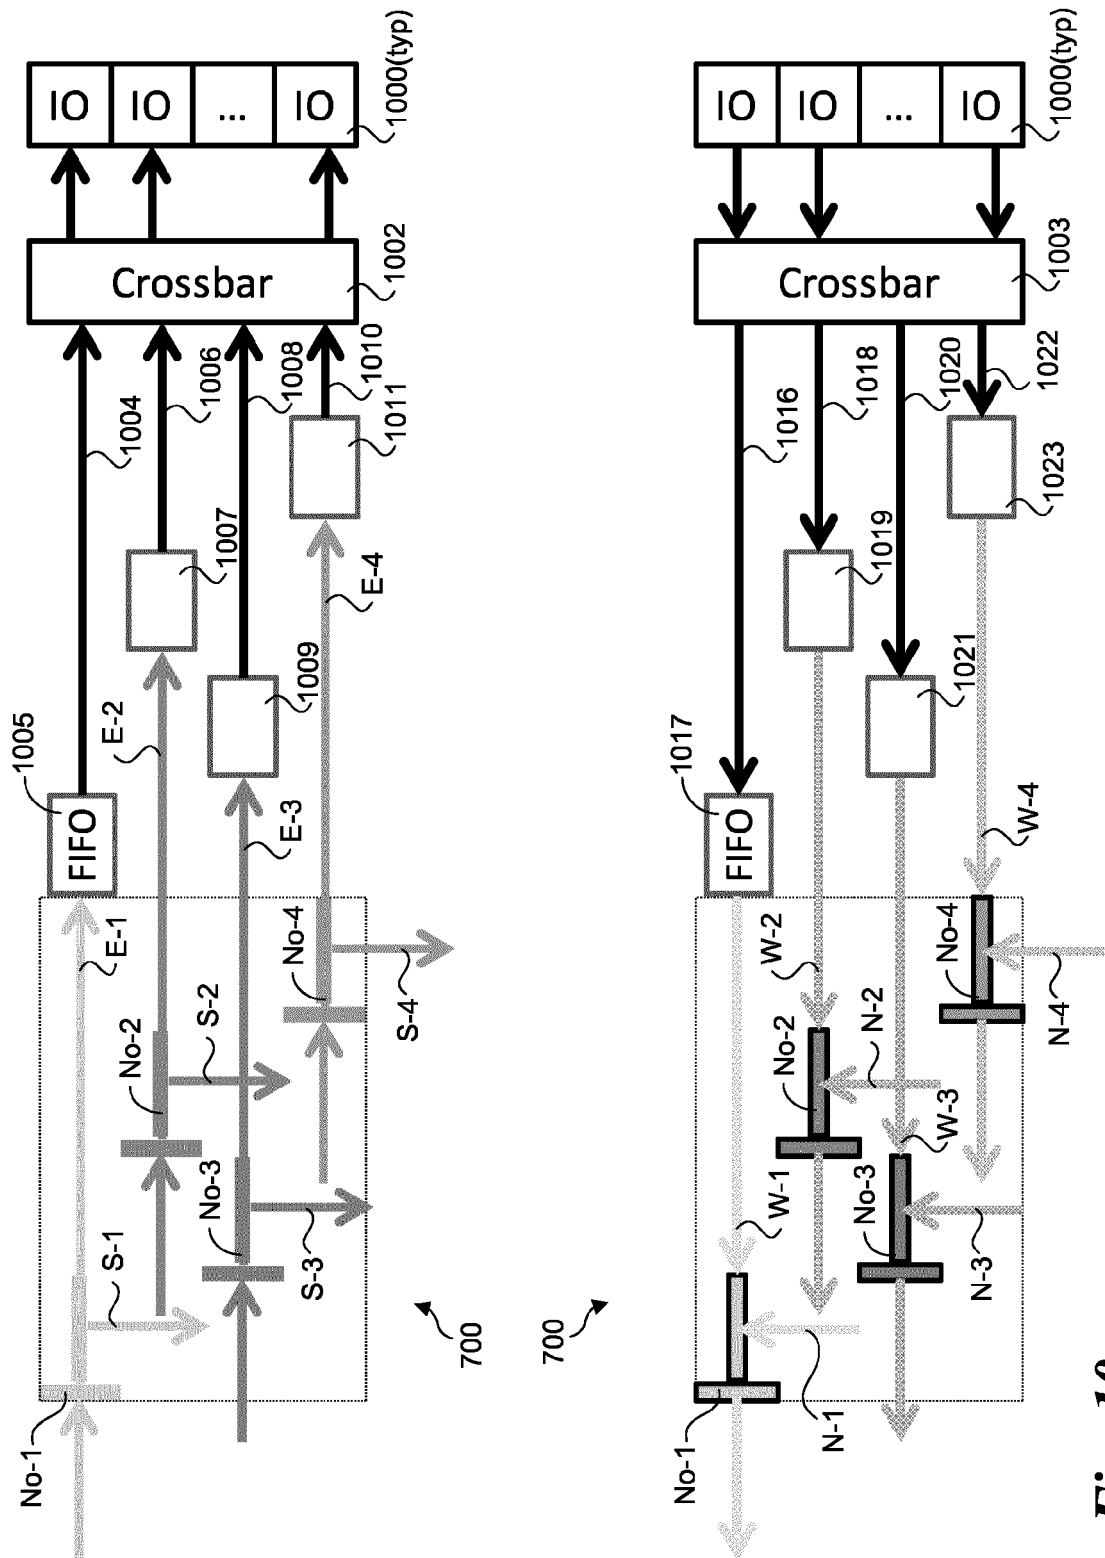 IO
IO
...
IO
1000(typ)
Crossbar
1002
1004
1006
1008
1010
1011
1007
1009
E-4
E-2
E-3
1005
FIFO
E-1
No-4
S-4
No-2
S-2
No-3
S-3
S-1
No-1
700
IO
IO
...
IO
1000(typ)
Crossbar
1003
1016
1018
1020
1022
1023
1019
1021
1017
FIFO
W-4
W-2
No-4
N-4
No-2
N-2
W-3
W-1
No-3
N-3
No-1
N-1
700